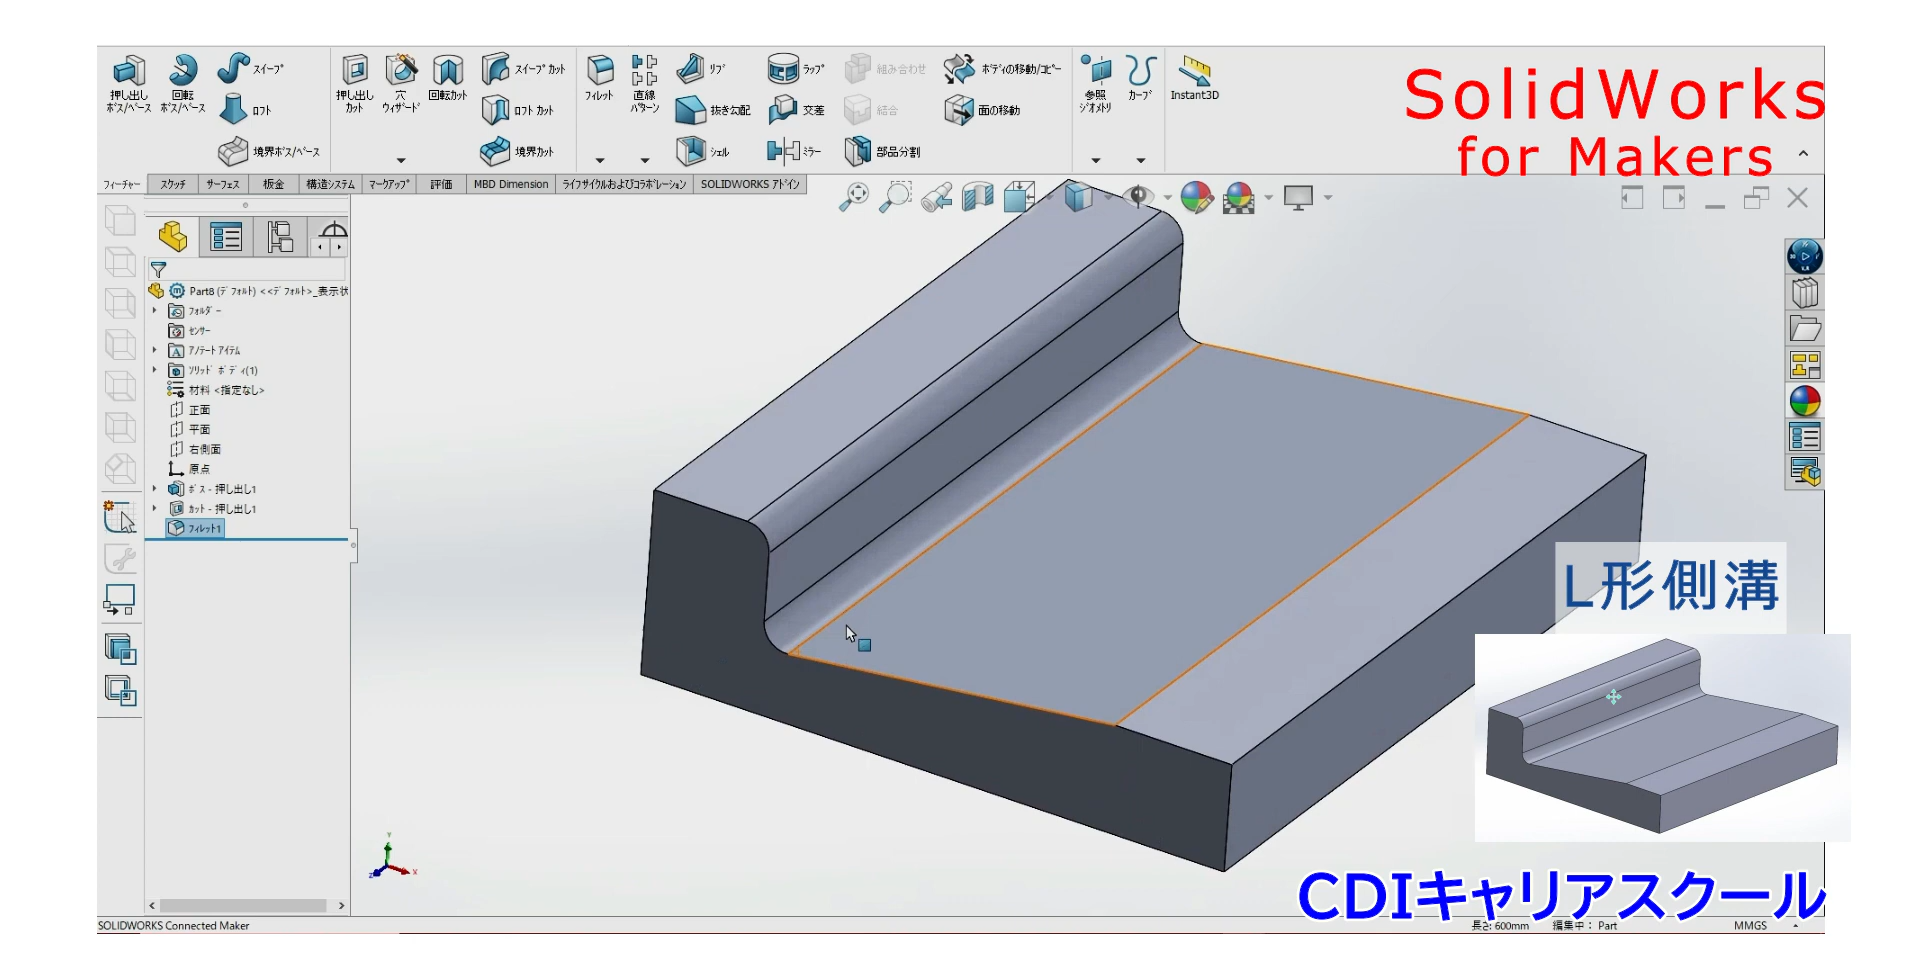 スイープ
押し出し
ボス/ベース
回転
ボス/ベース
ロフト
境界ボス/ベース
押し出し
カット
穴
ウィザード
回転カット
スイープ カット
ロフト カット
境界カット
フィレット
直線
パターン
リブ
抜き勾配
シェル
ラップ
交差
ミラー
組み合わせ
結合
部品分割
ボディの移動/コピー
面の移動
参照
ジオメトリ
カーブ
Instant3D
SolidWorks
for Makers
フィーチャー
スケッチ
サーフェス
板金
構造システム
マークアップ
評価
MBD Dimension
ライフサイクルおよびコラボレーション
SOLIDWORKS アドイン
Part8 (デフォルト) <<デフォルト>_表示状
フォルダー
センサー
アノテート アイテム
ソリッド ボディ(1)
材料 <指定なし>
正面
平面
右側面
原点
ボス - 押し出し1
カット - 押し出し1
フィレット1
L形側溝
Y
X
Z
CDIキャリアスクール
SOLIDWORKS Connected Maker
長さ: 600mm
編集中： Part
MMGS